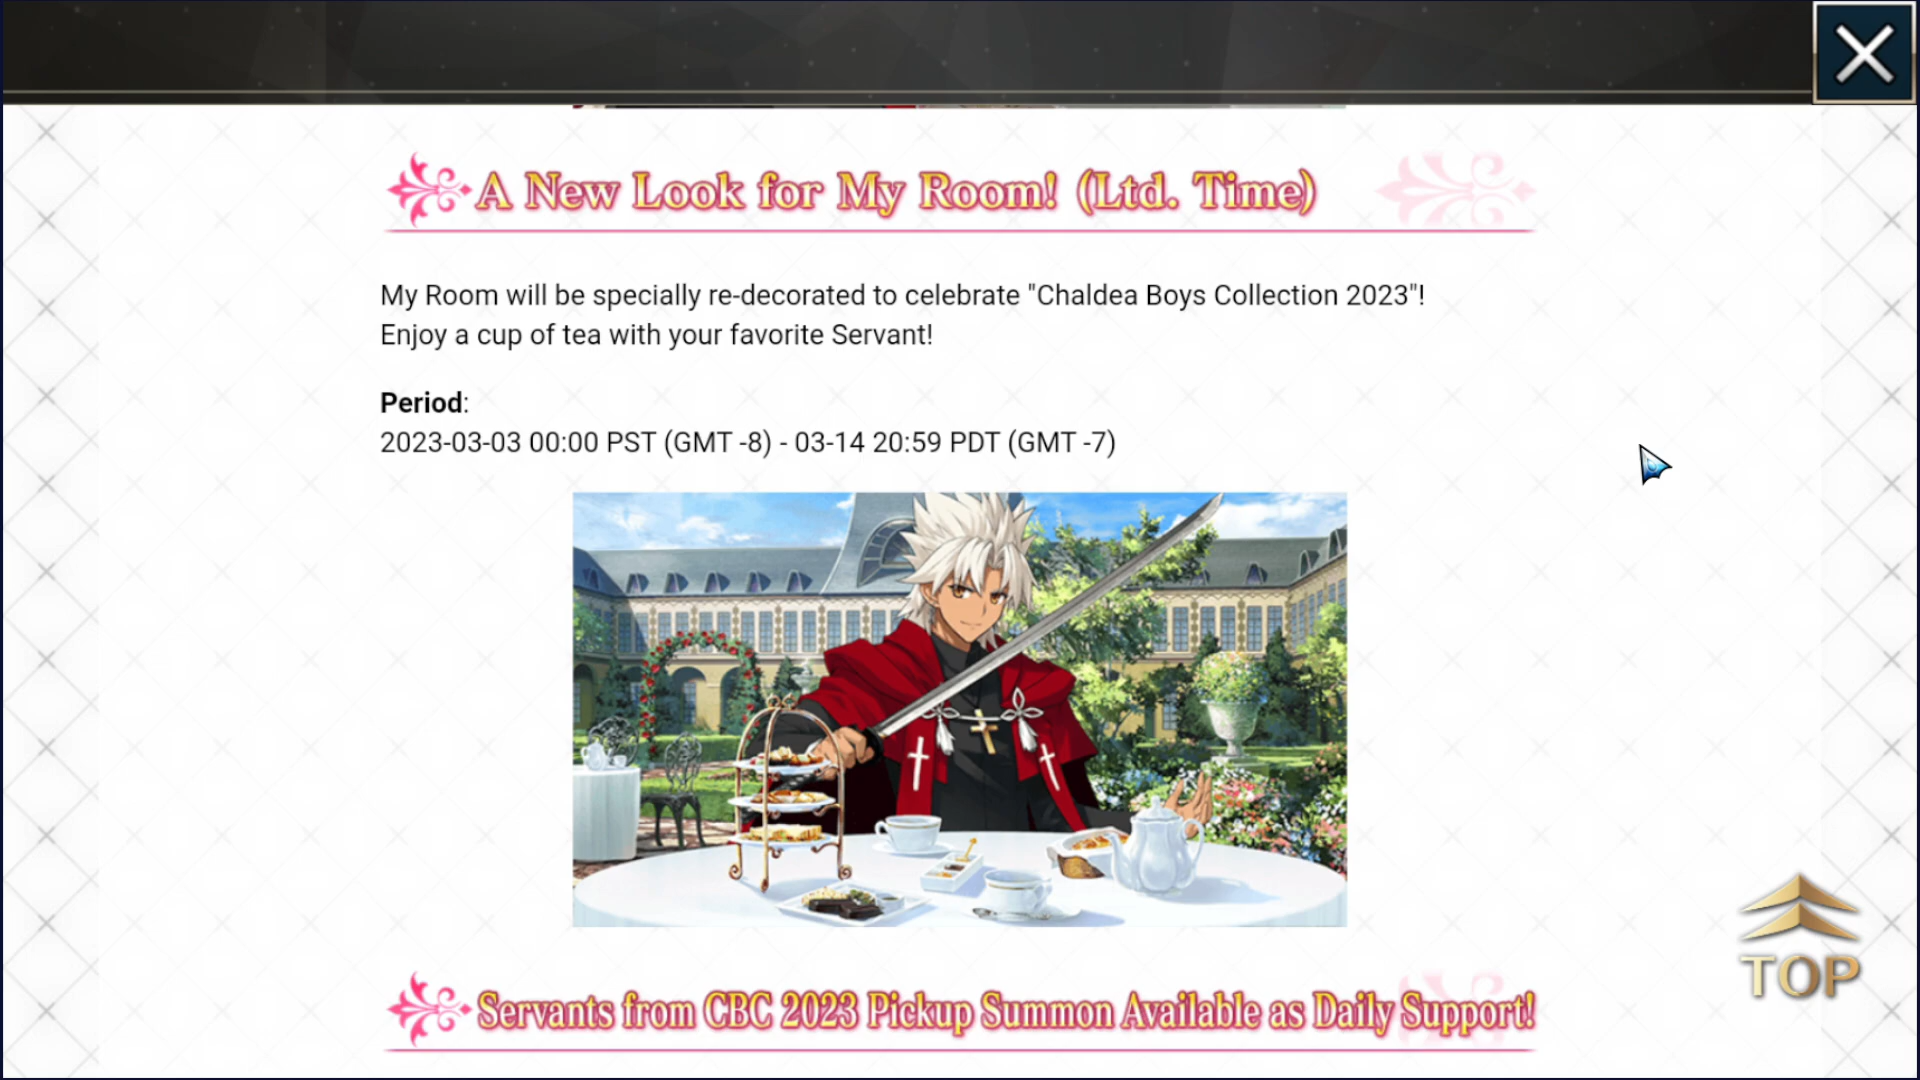 A New Look for My Room! (Ltd. Time)
My Room will be specially re-decorated to celebrate "Chaldea Boys Collection 2023"!
Enjoy a cup of tea with your favorite Servant!
Period:
2023-03-03 00:00 PST (GMT -8) - 03-14 20:59 PDT (GMT -7)
TOP
Servants from CBC 2023 Pickup Summon Available as Daily Support!